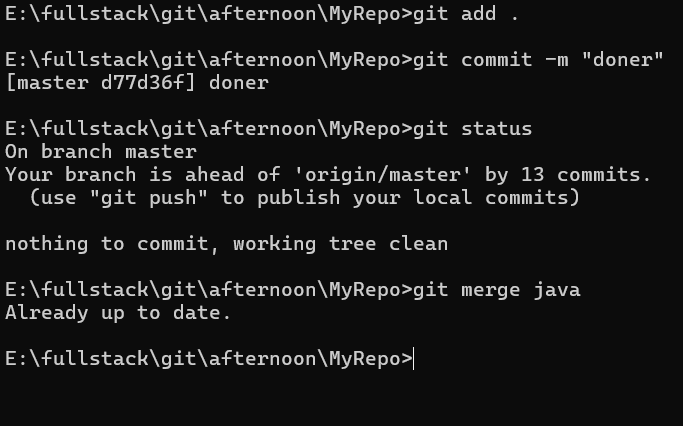 E:\fullstack\git\afternoon\MyRepo>git add .
E:\fullstack\git\afternoon\MyRepo>git commit -m "doner"
[master d77d36f] doner
E:\fullstack\git\afternoon\MyRepo>git status
On branch master
Your branch is ahead of 'origin/master' by 13 commits.
  (use "git push" to publish your local commits)
nothing to commit, working tree clean
E:\fullstack\git\afternoon\MyRepo>git merge java
Already up to date.
E:\fullstack\git\afternoon\MyRepo>